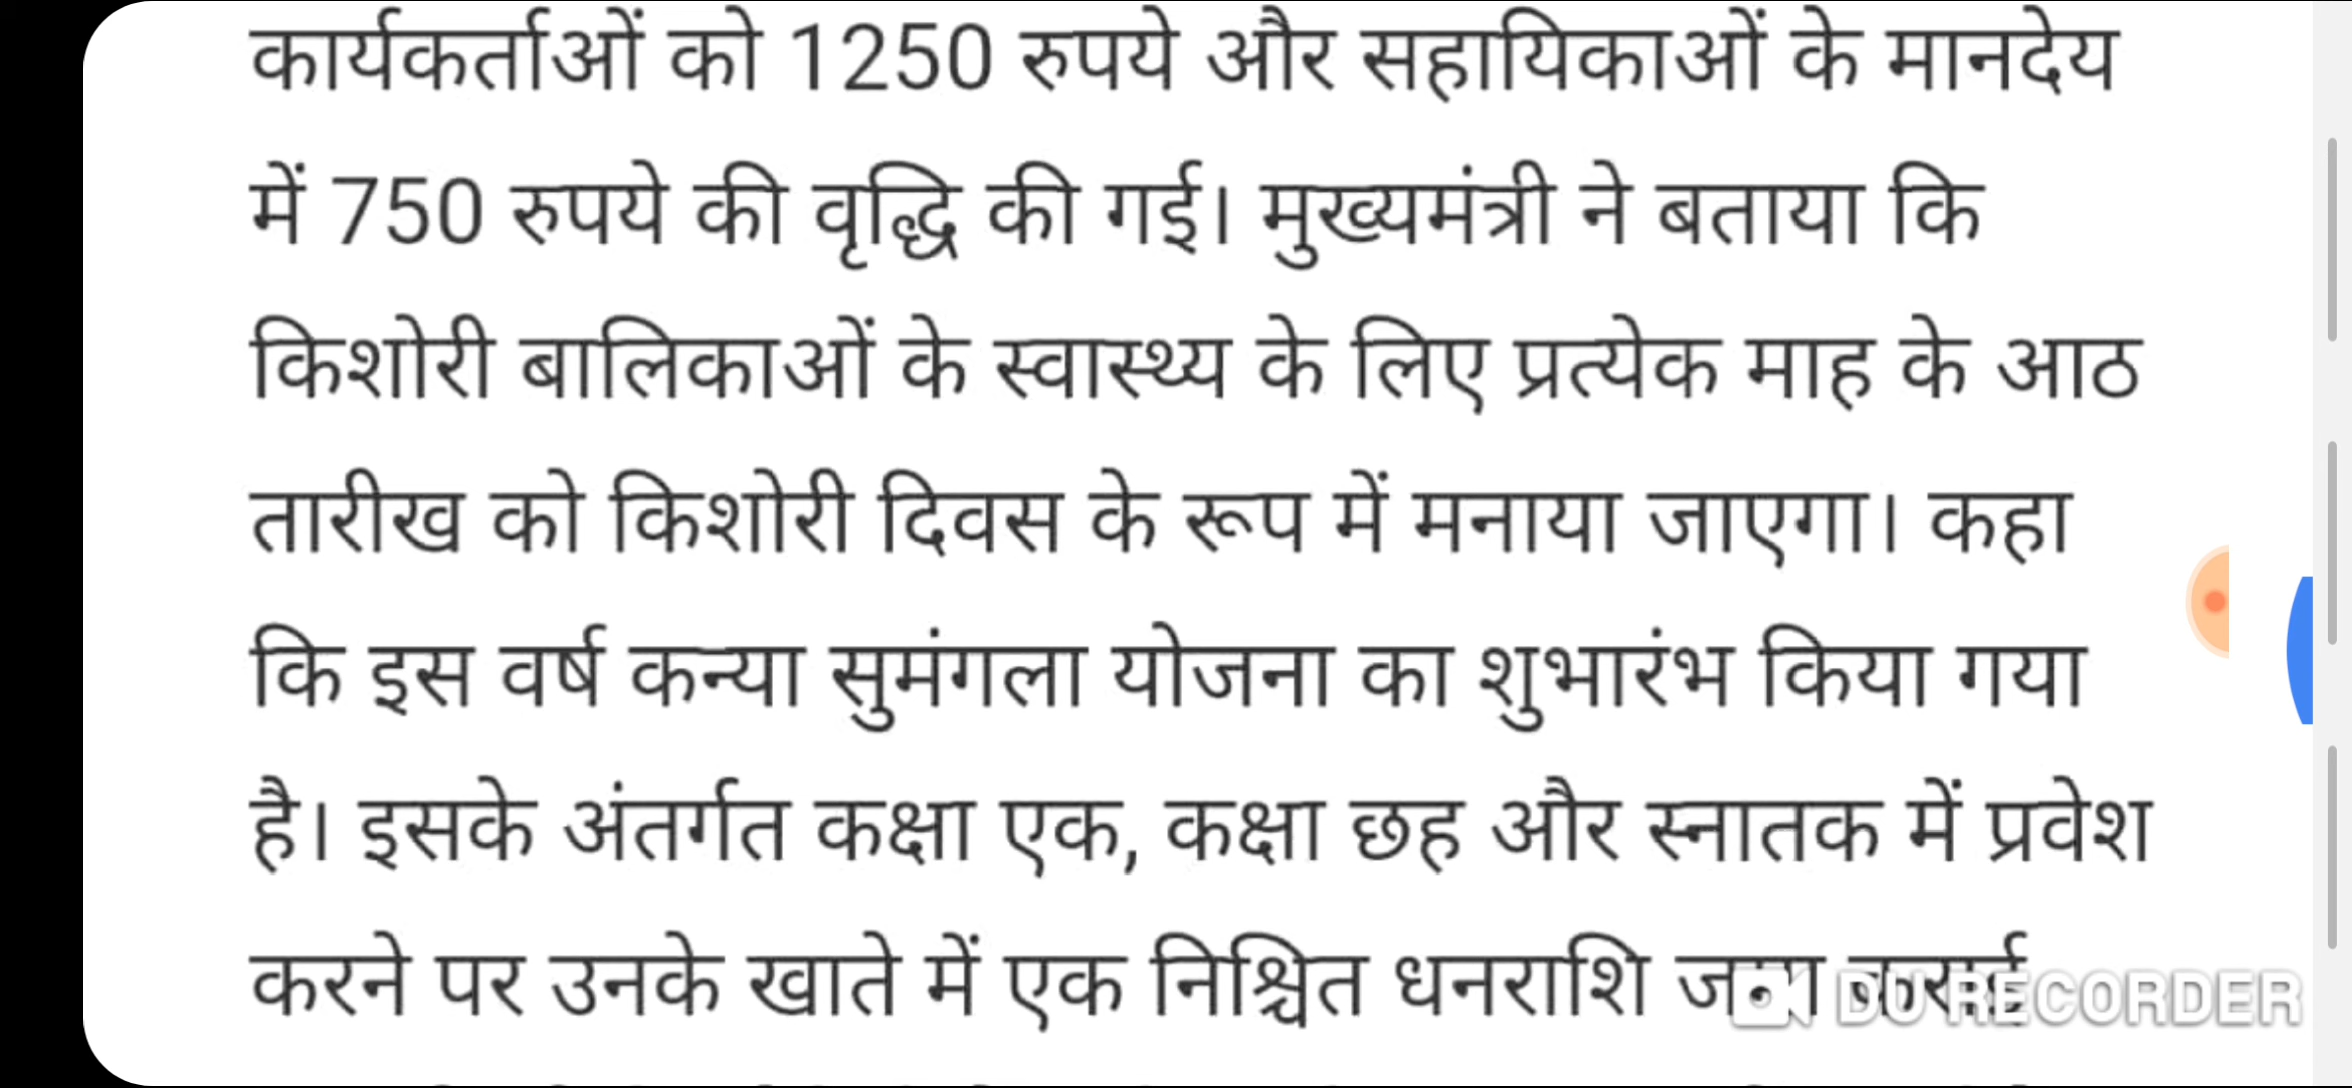 कार्यकर्ताओं को 1250 रुपये और सहायिकाओं के मानदेय
में 750 रुपये की वृद्धि की गई। मुख्यमंत्री ने बताया कि
किशोरी बालिकाओं के स्वास्थ्य के लिए प्रत्येक माह के आठ
तारीख को किशोरी दिवस के रूप में मनाया जाएगा। कहा
कि इस वर्ष कन्या सुमंगला योजना का शुभारंभ किया गया
है। इसके अंतर्गत कक्षा एक, कक्षा छह और स्नातक में प्रवेश
करने पर उनके खाते में एक निश्चित धनराशि जमा कराई
DU RECORDER